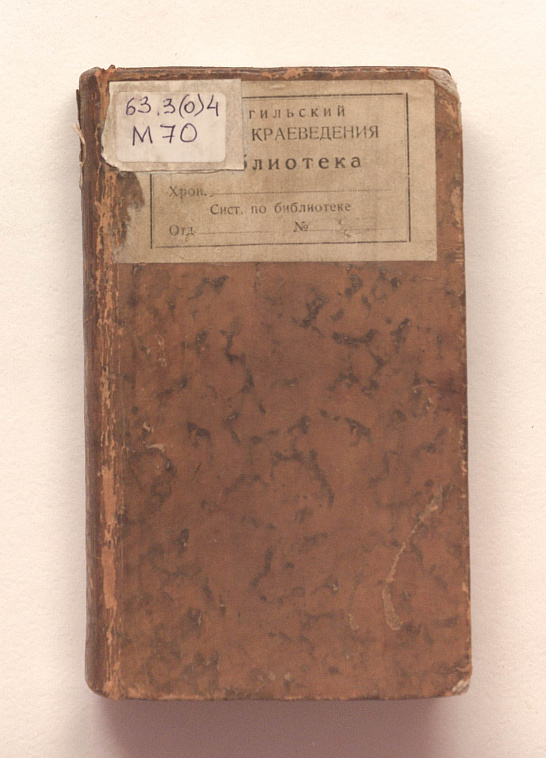 63.3(0)4
М70
гильский
КРАЕВЕДЕНИЯ
блиотека
Хрон.
Сист. по библиотеке
Отд. №